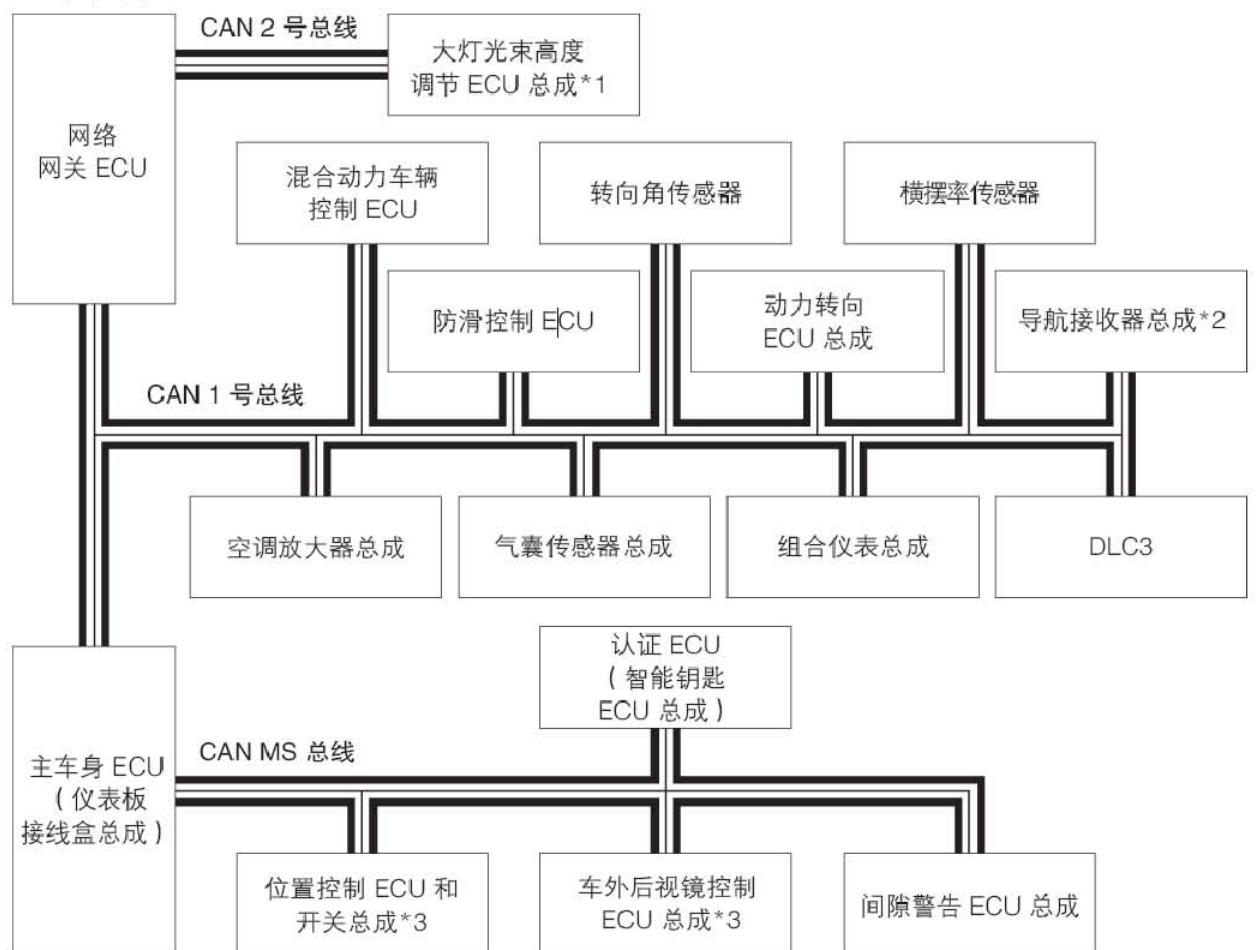 CAN 2 号总线
大灯光束高度
调节 ECU 总成*1
网络
网关 ECU
混合动力车辆
控制 ECU
转向角传感器
横摆率传感器
防滑控制 ECU
动力转向
ECU 总成
导航接收器总成*2
CAN 1 号总线
空调放大器总成
气囊传感器总成
组合仪表总成
DLC3
认证 ECU
（智能钥匙
ECU 总成）
CAN MS 总线
主车身 ECU
（仪表板
接线盒总成）
位置控制 ECU 和
开关总成*3
车外后视镜控制
ECU 总成*3
间隙警告 ECU 总成